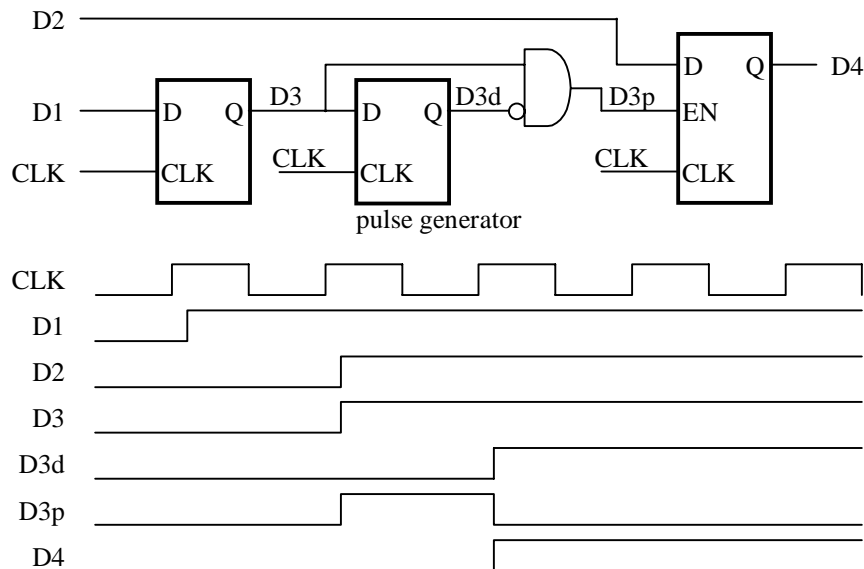 D2
D Q
D4
D3
D3d
D3p
D1
D Q
D Q
EN
CLK
CLK
CLK
CLK
CLK
CLK
pulse generator
CLK
D1
D2
D3
D3d
D3p
D4